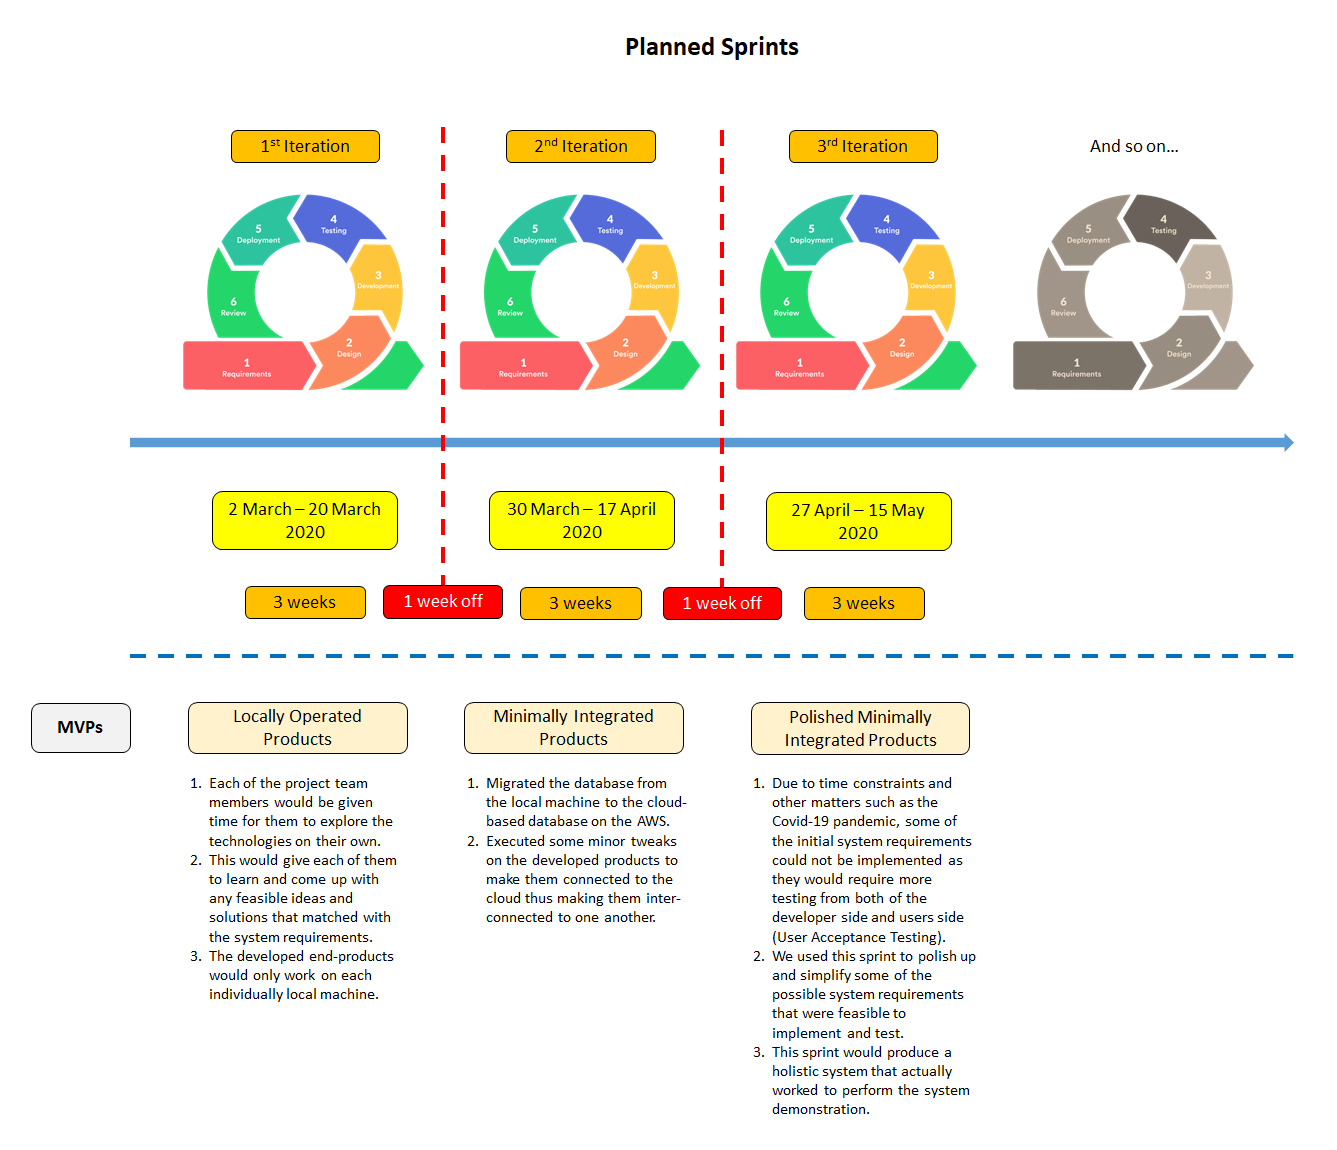 Planned Sprints
1st Iteration
2nd Iteration
3rd Iteration
And so on...
4
Testing
5
Deployment
3
Development
6
Review
2
Design
1
Requirements
4
Testing
5
Deployment
3
Development
6
Review
2
Design
1
Requirements
4
Testing
5
Deployment
3
Development
6
Review
2
Design
1
Requirements
4
Testing
5
Deployment
3
Development
6
Review
2
Design
1
Requirements
2 March – 20 March
2020
30 March – 17 April
2020
27 April – 15 May
2020
3 weeks
1 week off
3 weeks
1 week off
3 weeks
MVPs
Locally Operated
Products
1. Each of the project team
members would be given
time for them to explore the
technologies on their own.
2. This would give each of them
to learn and come up with
any feasible ideas and
solutions that matched with
the system requirements.
3. The developed end-products
would only work on each
individually local machine.
Minimally Integrated
Products
1. Migrated the database from
the local machine to the cloud-
based database on the AWS.
2. Executed some minor tweaks
on the developed products to
make them connected to the
cloud thus making them inter-
connected to one another.
Polished Minimally
Integrated Products
1. Due to time constraints and
other matters such as the
Covid-19 pandemic, some of
the initial system requirements
could not be implemented as
they would require more
testing from both of the
developer side and users side
(User Acceptance Testing).
2. We used this sprint to polish up
and simplify some of the
possible system requirements
that were feasible to
implement and test.
3. This sprint would produce a
holistic system that actually
worked to perform the system
demonstration.